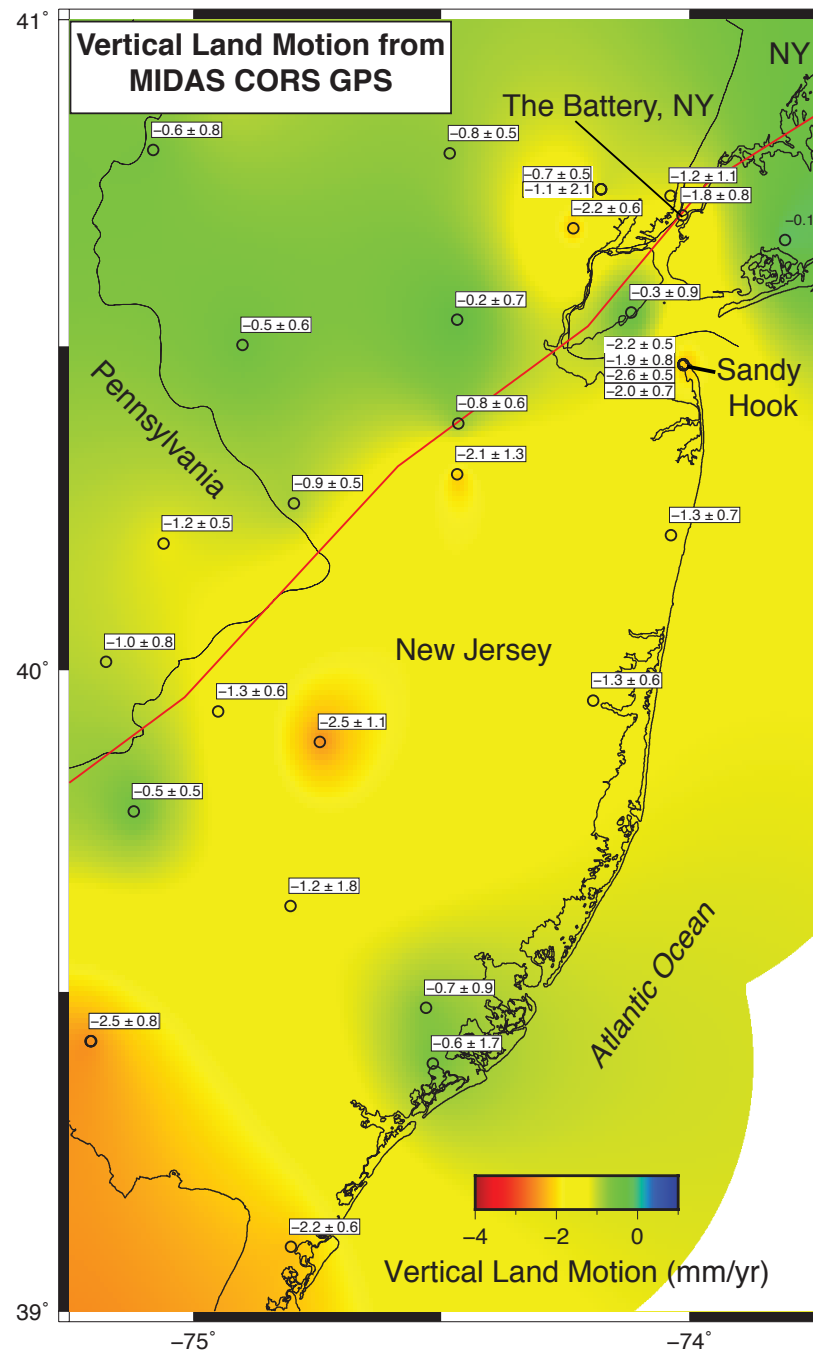 41°
Vertical Land Motion from
MIDAS CORS GPS
NY
The Battery, NY
−0.6 ± 0.8
−0.8 ± 0.5
−0.7 ± 0.5
−1.1 ± 2.1
−1.2 ± 1.1
−1.8 ± 0.8
−2.2 ± 0.6
−0.1
−0.3 ± 0.9
−0.2 ± 0.7
−0.5 ± 0.6
−2.2 ± 0.5
−1.9 ± 0.8
−2.6 ± 0.5
−2.0 ± 0.7
Sandy
Hook
Pennsylvania
−0.8 ± 0.6
−2.1 ± 1.3
−0.9 ± 0.5
−1.2 ± 0.5
−1.3 ± 0.7
−1.0 ± 0.8
New Jersey
40°
−1.3 ± 0.6
−1.3 ± 0.6
−2.5 ± 1.1
−0.5 ± 0.5
−1.2 ± 1.8
Atlantic Ocean
−0.7 ± 0.9
−2.5 ± 0.8
−0.6 ± 1.7
−2.2 ± 0.6
−4
−2
0
Vertical Land Motion (mm/yr)
39°
−75°
−74°